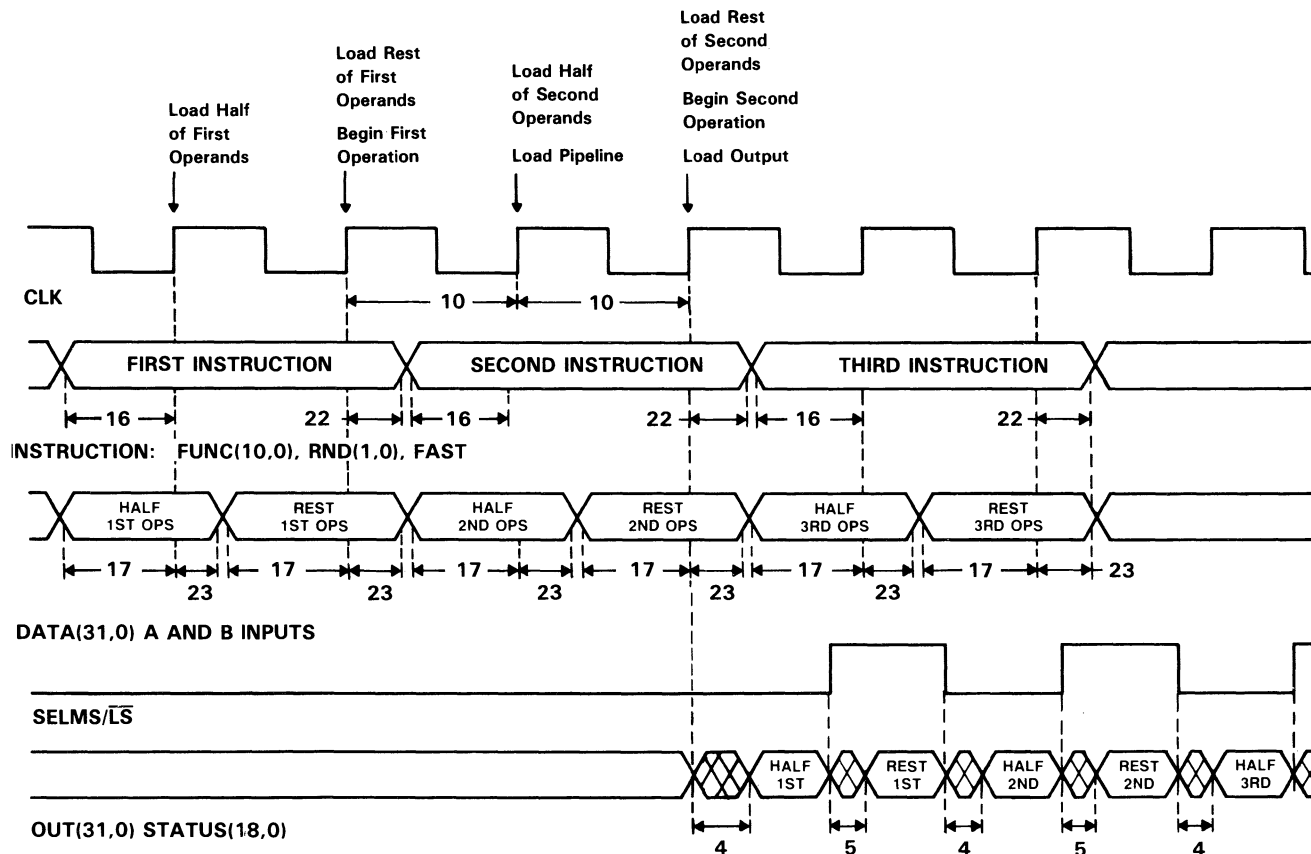 Load Half
of First
Operands
Load Rest
of First
Operands
Begin First
Operation
Load Half
of Second
Operands
Load Pipeline
Load Rest
of Second
Operands
Begin Second
Operation
Load Output
CLK
10
10
FIRST INSTRUCTION
SECOND INSTRUCTION
THIRD INSTRUCTION
16
22
16
22
16
22
INSTRUCTION: FUNC(10,0), RND(1,0), FAST
HALF
1ST OPS
REST
1ST OPS
HALF
2ND OPS
REST
2ND OPS
HALF
3RD OPS
REST
3RD OPS
17
23
17
23
17
23
17
23
17
23
17
23
DATA(31,0) A AND B INPUTS
SELMS/L̅S̅
HALF
1ST
REST
1ST
HALF
2ND
REST
2ND
HALF
3RD
OUT(31,0) STATUS(18,0)
4
5
4
5
4